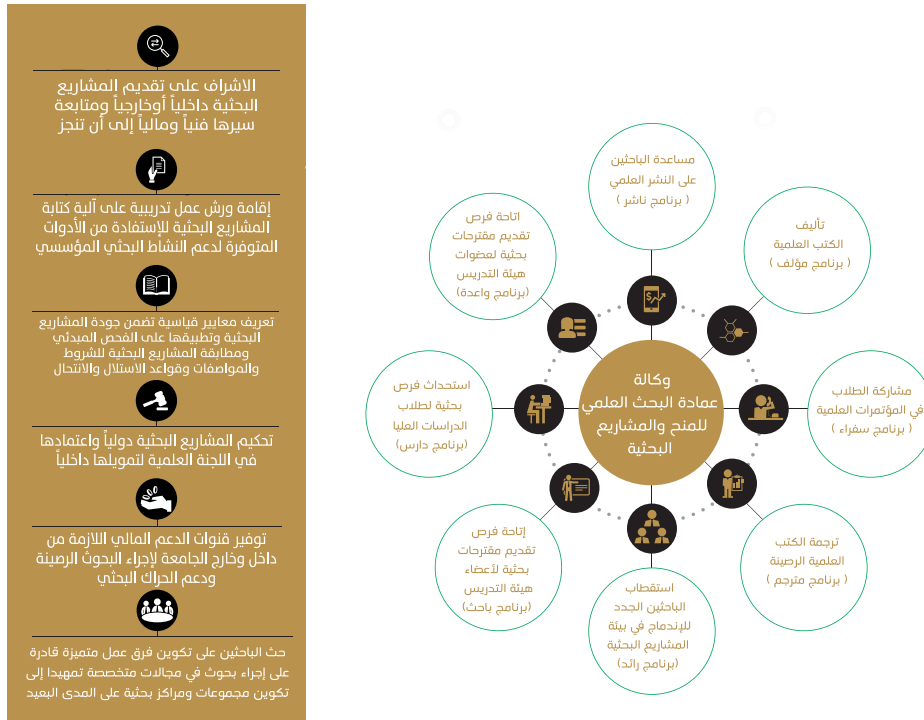 الاشراف على تقديم المشاريع
البحثية داخلياً أوخارجياً ومتابعة
سيرها فنياً ومالياً إلى أن تنجز
إقامة ورش عمل تدريبية على آلية كتابة
المشاريع البحثية للإستفادة من الأدوات
المتوفرة لدعم النشاط البحثي المؤسسي
تعريف معايير قياسية تضمن جودة المشاريع
البحثية وتطبيقها على الفحص المبدئي
ومطابقة المشاريع البحثية للشروط
والمواصفات وقواعد الاستلال والانتحال
تحكيم المشاريع البحثية دولياً واعتمادها
في اللجنة العلمية لتمويلها داخلياً
توفير قنوات الدعم المالي اللازمة من
داخل وخارج الجامعة لإجراء البحوث الرصينة
ودعم الحراك البحثي
حث الباحثين على تكوين فرق عمل متميزة قادرة
على إجراء بحوث في مجالات متخصصة تمهيدا إلى
تكوين مجموعات ومراكز بحثية على المدى البعيد
وكالة
عمادة البحث العلمي
للمنح والمشاريع
البحثية
مساعدة الباحثين
على النشر العلمي
( برنامج ناشر )
تأليف
الكتب العلمية
( برنامج مؤلف )
مشاركة الطلاب
في المؤتمرات العلمية
( برنامج سفراء )
ترجمة الكتب
العلمية الرصينة
( برنامج مترجم )
استقطاب
الباحثين الجدد
للإندماج في بيئة
المشاريع البحثية
(برنامج رائد)
إتاحة فرص
تقديم مقترحات
بحثية لأعضاء
هيئة التدريس
(برنامج باحث)
استحداث فرص
بحثية لطلاب
الدراسات العليا
(برنامج دارس)
اتاحة فرص
تقديم مقترحات
بحثية لعضوات
هيئة التدريس
(برنامج واعدة)